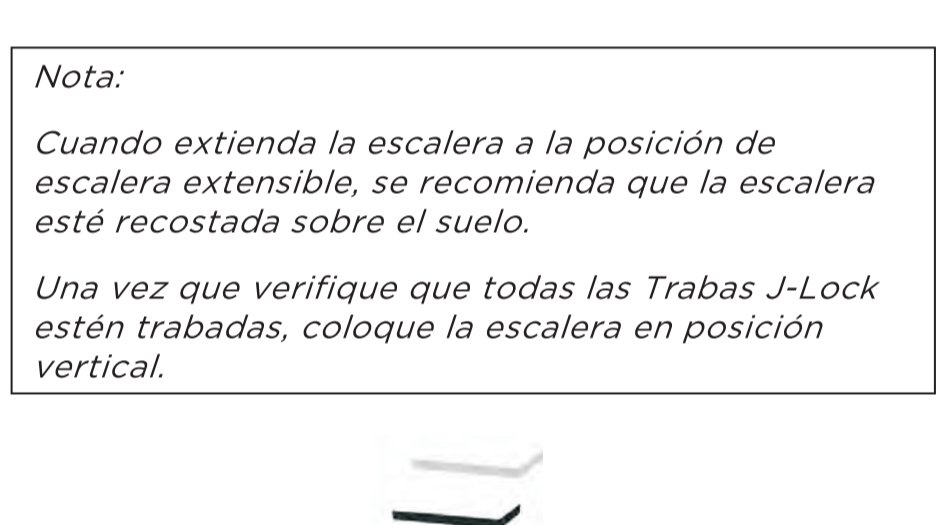 Nota:
Cuando extienda la escalera a la posición de
escalera extensible, se recomienda que la escalera
esté recostada sobre el suelo.
Una vez que verifique que todas las Trabas J-Lock
estén trabadas, coloque la escalera en posición
vertical.